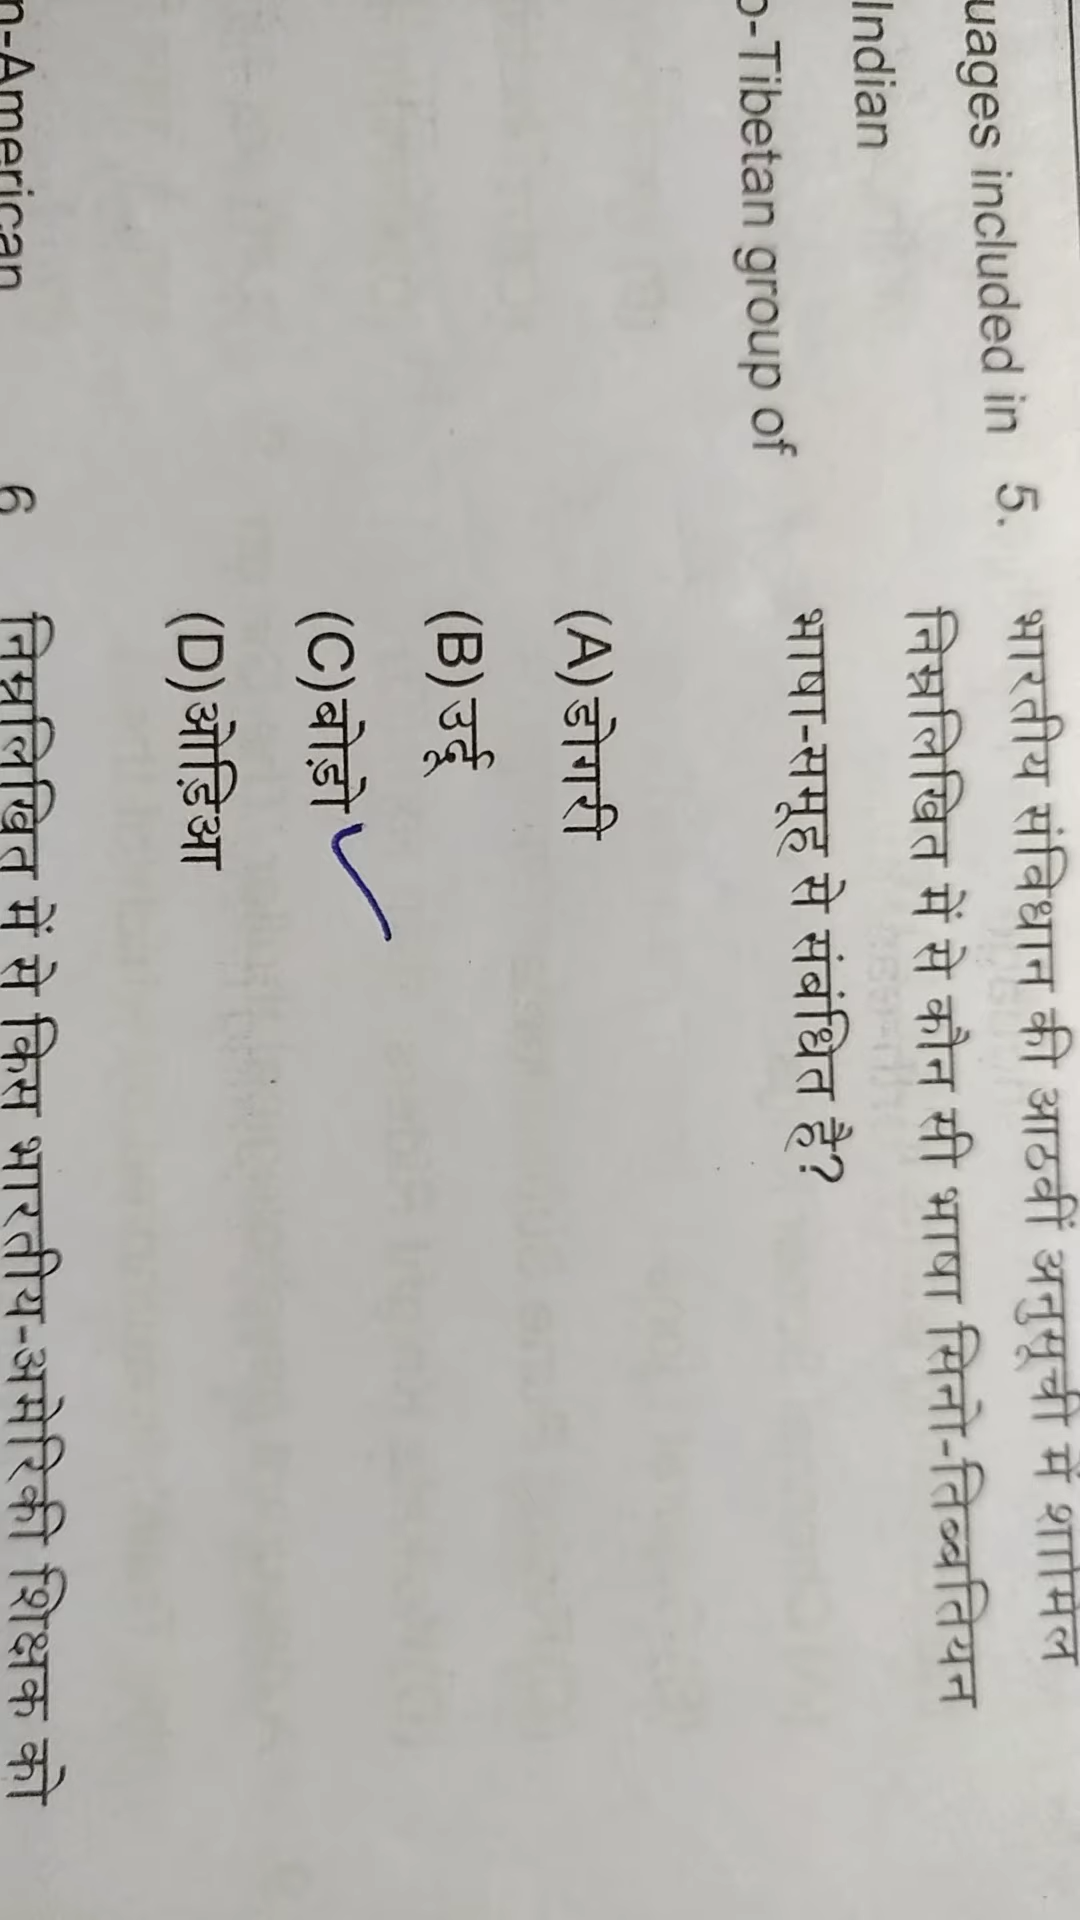 uages included in
Indian
o-Tibetan group of
n-American
5. भारतीय संविधान की आठवीं अनुसूची में शामिल
निम्नलिखित में से कौन सी भाषा सिनो-तिब्बतियन
भाषा-समूह से संबंधित है?
(A) डोगरी
(B) उर्दू
(C) बोड़ो
(D) ओड़िआ
6 निम्नलिखित में से किस भारतीय-अमेरिकी शिक्षक को